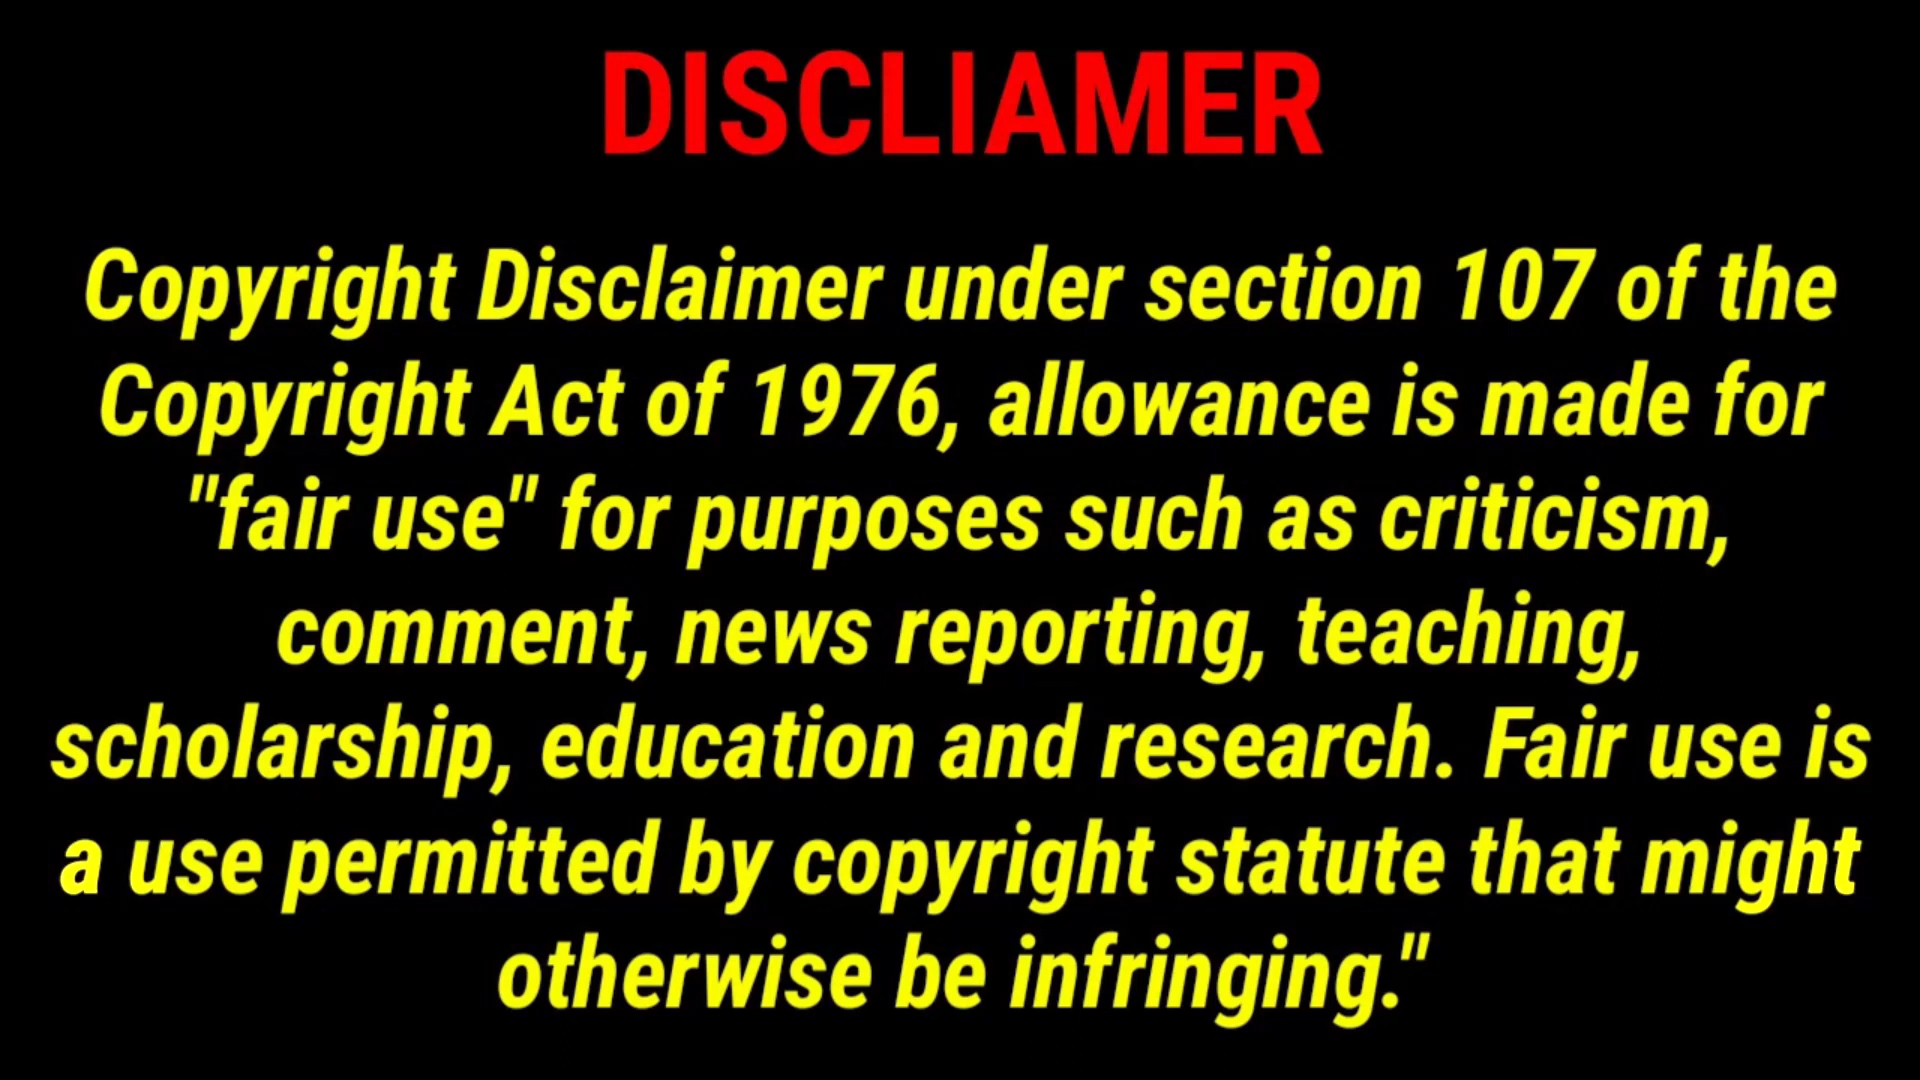 DISCLIAMER
Copyright Disclaimer under section 107 of the
Copyright Act of 1976, allowance is made for
"fair use" for purposes such as criticism,
comment, news reporting, teaching,
scholarship, education and research. Fair use is
a use permitted by copyright statute that might
otherwise be infringing."